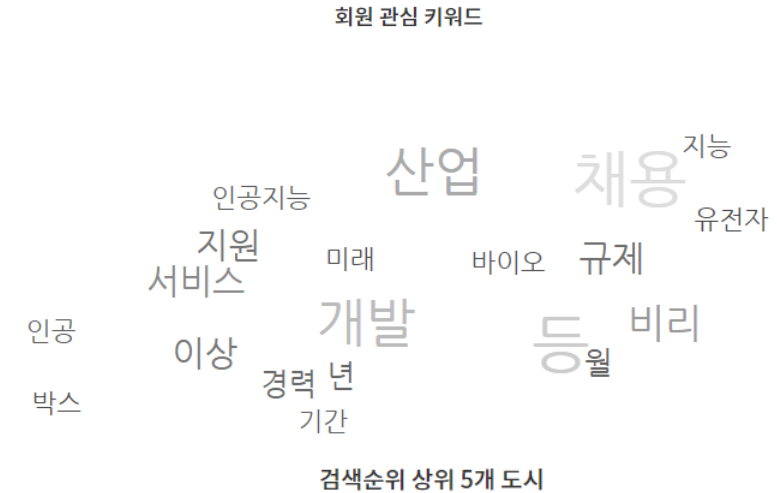 회원 관심 키워드
지능
산업
채용
인공지능
유전자
지원
미래
바이오
규제
서비스
개발
비리
인공
등
이상
월
경력
년
박스
기간
검색순위 상위 5개 도시